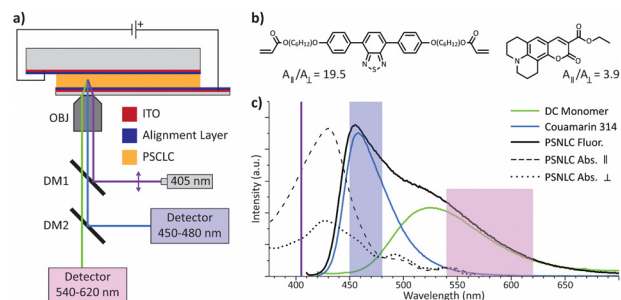 a)
+
OBJ
ITO
Alignment Layer
PSCLC
DM1
405 nm
DM2
Detector
450-480 nm
Detector
540-620 nm
b)
O(C₆H₁₂)O
O(C₆H₁₂)O
O
O
N
S
N
A∥/A⊥ = 19.5
N
O
O
O
O
A∥/A⊥ = 3.9
c)
Intensity (a.u.)
DC Monomer
Couamarin 314
PSNLC Fluor.
PSNLC Abs. ∥
PSNLC Abs. ⊥
400 450 500 550 600 650
Wavelength (nm)